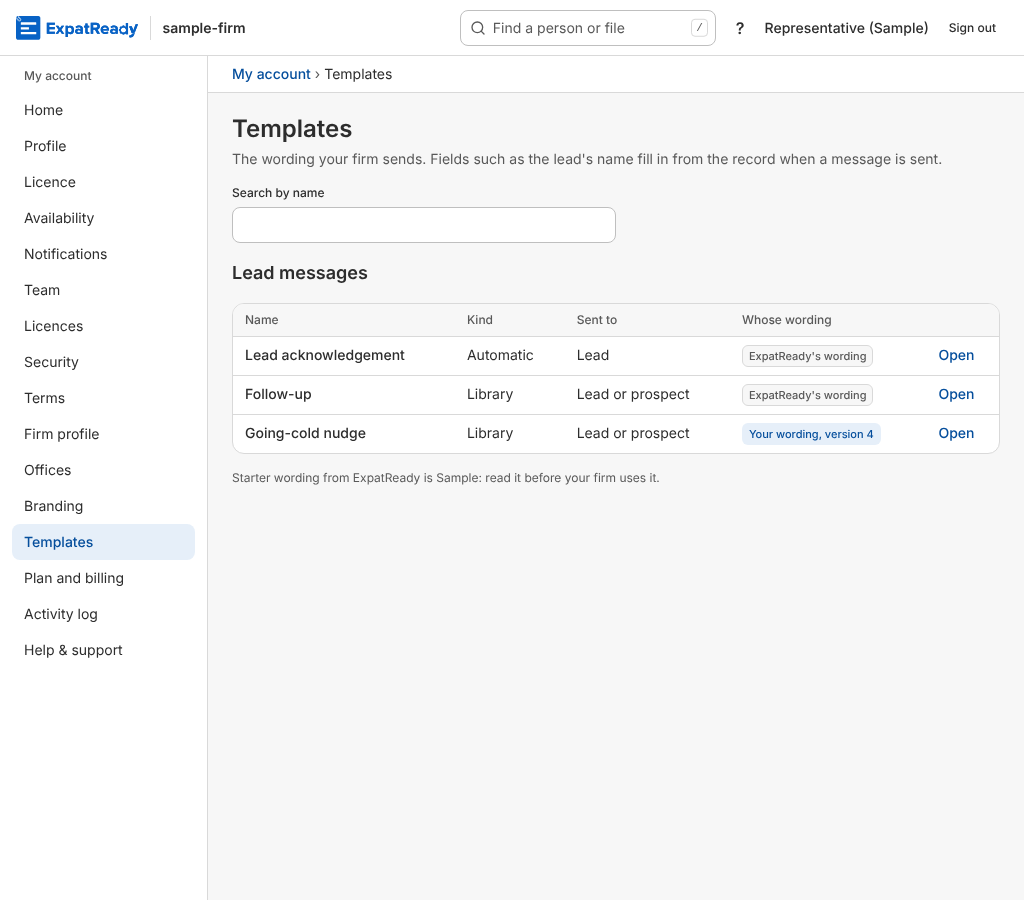 ExpatReady
sample-firm
Find a person or file
/
?
Representative (Sample)
Sign out
My account
Home
Profile
Licence
Availability
Notifications
Team
Licences
Security
Terms
Firm profile
Offices
Branding
Templates
Plan and billing
Activity log
Help & support
My account › Templates
Templates
The wording your firm sends. Fields such as the lead's name fill in from the record when a message is sent.
Search by name
Lead messages
Name Kind Sent to Whose wording
Lead acknowledgement Automatic Lead ExpatReady's wording Open
Follow-up Library Lead or prospect ExpatReady's wording Open
Going-cold nudge Library Lead or prospect Your wording, version 4 Open
Starter wording from ExpatReady is Sample: read it before your firm uses it.